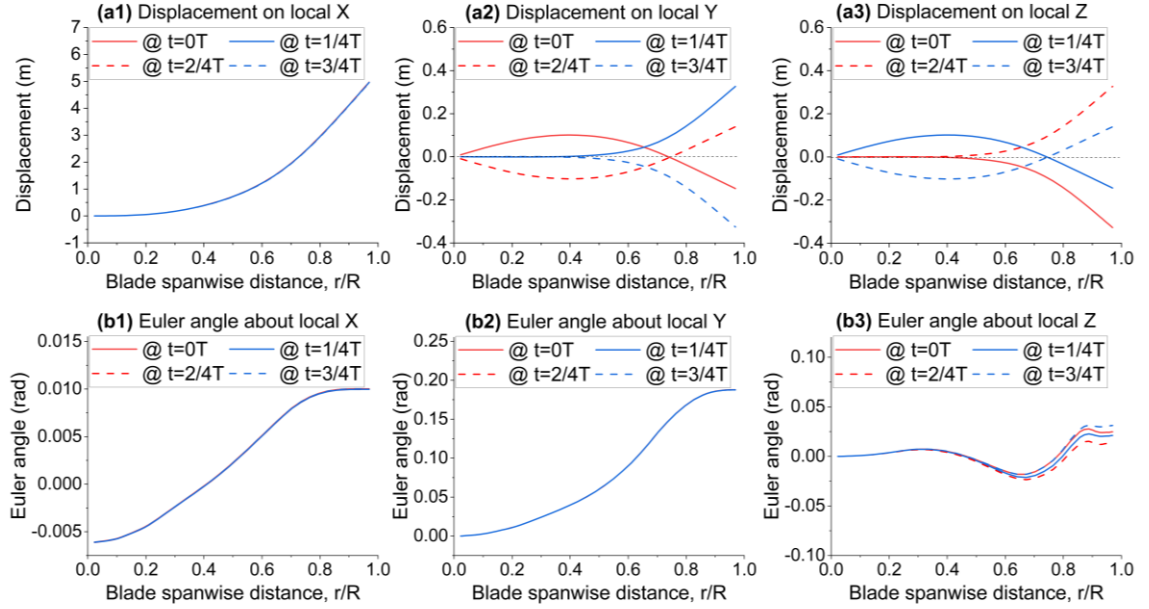 (a1) Displacement on local X
7
6
5
4
3
2
1
0
-1
Displacement (m)
@ t=0T
@ t=1/4T
@ t=2/4T
@ t=3/4T
0.0 0.2 0.4 0.6 0.8 1.0
Blade spanwise distance, r/R
(a2) Displacement on local Y
0.6
0.4
0.2
0.0
-0.2
-0.4
Displacement (m)
@ t=0T
@ t=1/4T
@ t=2/4T
@ t=3/4T
0.0 0.2 0.4 0.6 0.8 1.0
Blade spanwise distance, r/R
(a3) Displacement on local Z
0.6
0.4
0.2
0.0
-0.2
-0.4
Displacement (m)
@ t=0T
@ t=1/4T
@ t=2/4T
@ t=3/4T
0.0 0.2 0.4 0.6 0.8 1.0
Blade spanwise distance, r/R
(b1) Euler angle about local X
0.015
0.010
0.005
0.000
-0.005
Euler angle (rad)
@ t=0T
@ t=1/4T
@ t=2/4T
@ t=3/4T
0.0 0.2 0.4 0.6 0.8 1.0
Blade spanwise distance, r/R
(b2) Euler angle about local Y
0.25
0.20
0.15
0.10
0.05
0.00
Euler angle (rad)
@ t=0T
@ t=1/4T
@ t=2/4T
@ t=3/4T
0.0 0.2 0.4 0.6 0.8 1.0
Blade spanwise distance, r/R
(b3) Euler angle about local Z
0.10
0.05
0.00
-0.05
-0.10
Euler angle (rad)
@ t=0T
@ t=1/4T
@ t=2/4T
@ t=3/4T
0.0 0.2 0.4 0.6 0.8 1.0
Blade spanwise distance, r/R